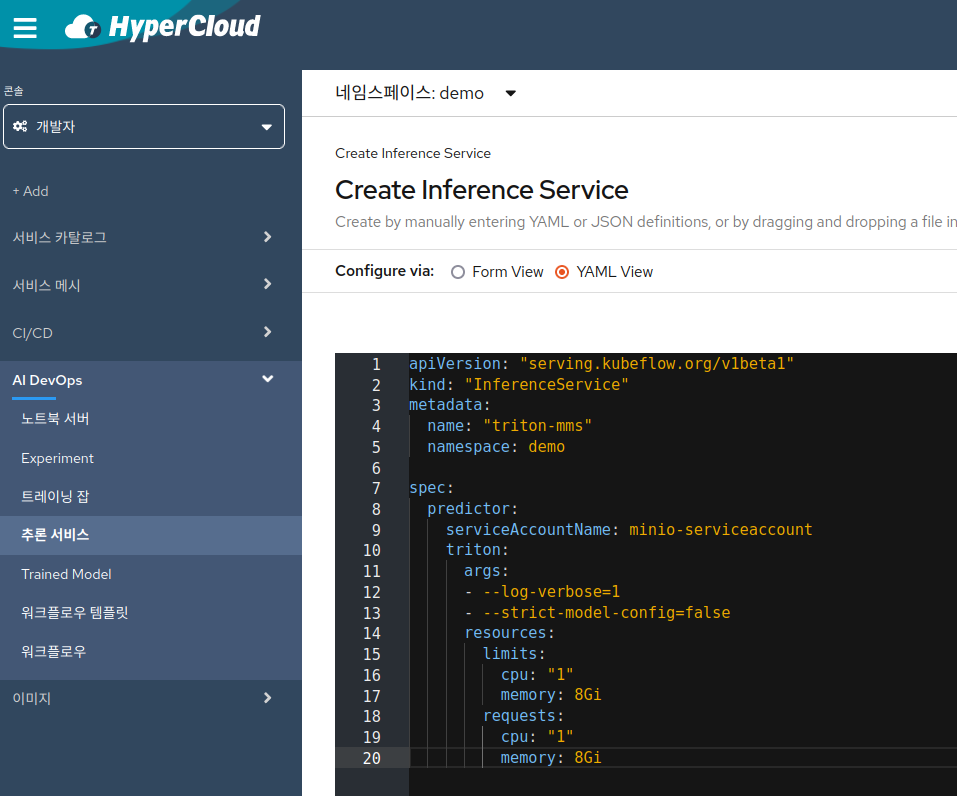 HyperCloud
콘솔
개발자
+ Add
서비스 카탈로그
서비스 메시
CI/CD
AI DevOps
노트북 서버
Experiment
트레이닝 잡
추론 서비스
Trained Model
워크플로우 템플릿
워크플로우
이미지
네임스페이스: demo
Create Inference Service
Create Inference Service
Create by manually entering YAML or JSON definitions, or by dragging and dropping a file in
Configure via: Form View YAML View
1 apiVersion: "serving.kubeflow.org/v1beta1"
2 kind: "InferenceService"
3 metadata:
4   name: "triton-mms"
5   namespace: demo
6
7 spec:
8   predictor:
9     serviceAccountName: minio-serviceaccount
10     triton:
11       args:
12       - --log-verbose=1
13       - --strict-model-config=false
14       resources:
15         limits:
16           cpu: "1"
17           memory: 8Gi
18         requests:
19           cpu: "1"
20           memory: 8Gi